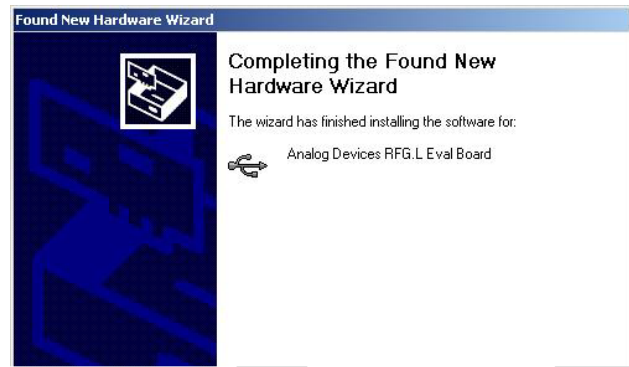 Found New Hardware Wizard
Completing the Found New
Hardware Wizard
The wizard has finished installing the software for:
Analog Devices RFG.L Eval Board